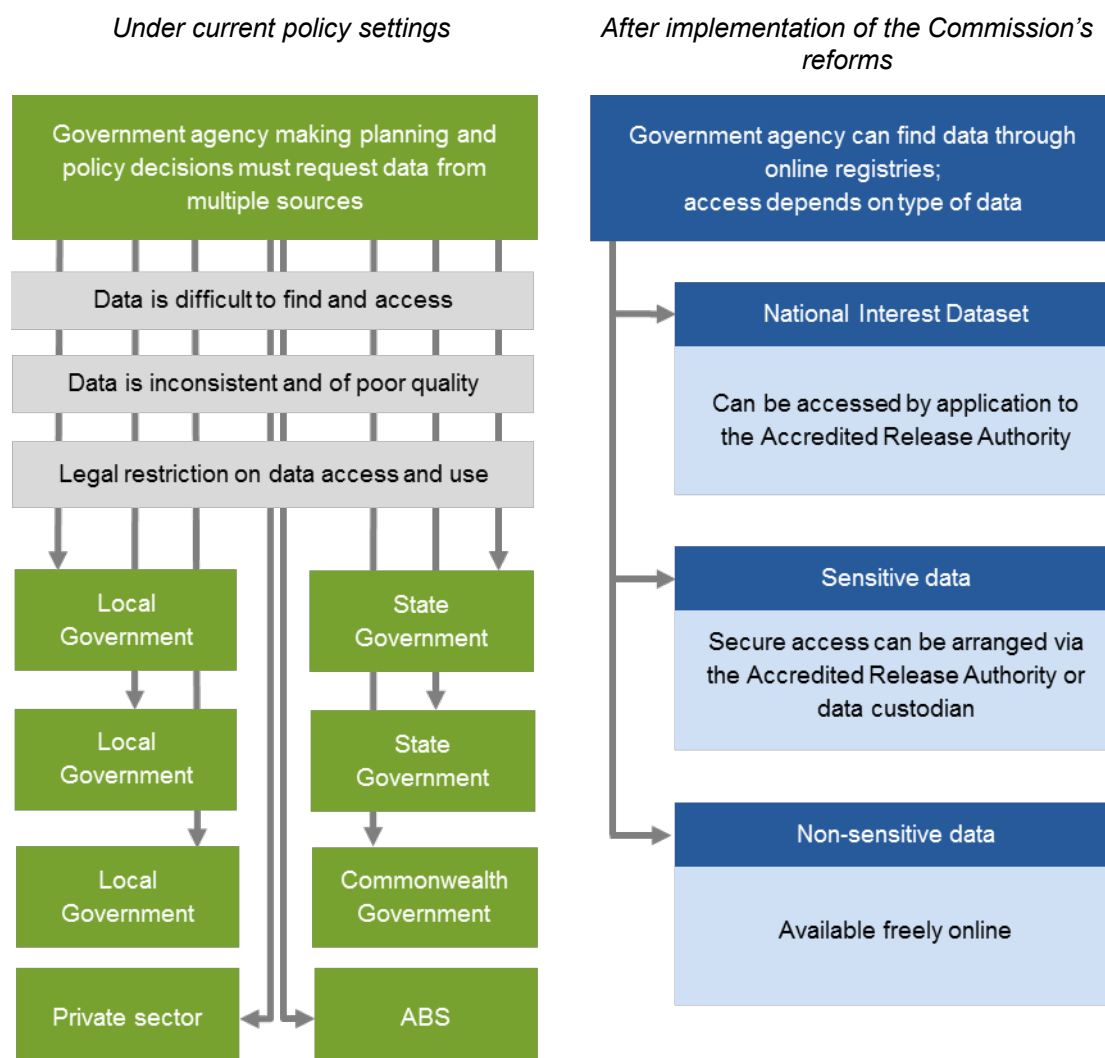 Under current policy settings
Government agency making planning and
policy decisions must request data from
multiple sources
Data is difficult to find and access
Data is inconsistent and of poor quality
Legal restriction on data access and use
Local
Government
State
Government
Local
Government
State
Government
Local
Government
Commonwealth
Government
Private sector
ABS
After implementation of the Commission’s
reforms
Government agency can find data through
online registries;
access depends on type of data
National Interest Dataset
Can be accessed by application to
the Accredited Release Authority
Sensitive data
Secure access can be arranged via
the Accredited Release Authority or
data custodian
Non-sensitive data
Available freely online